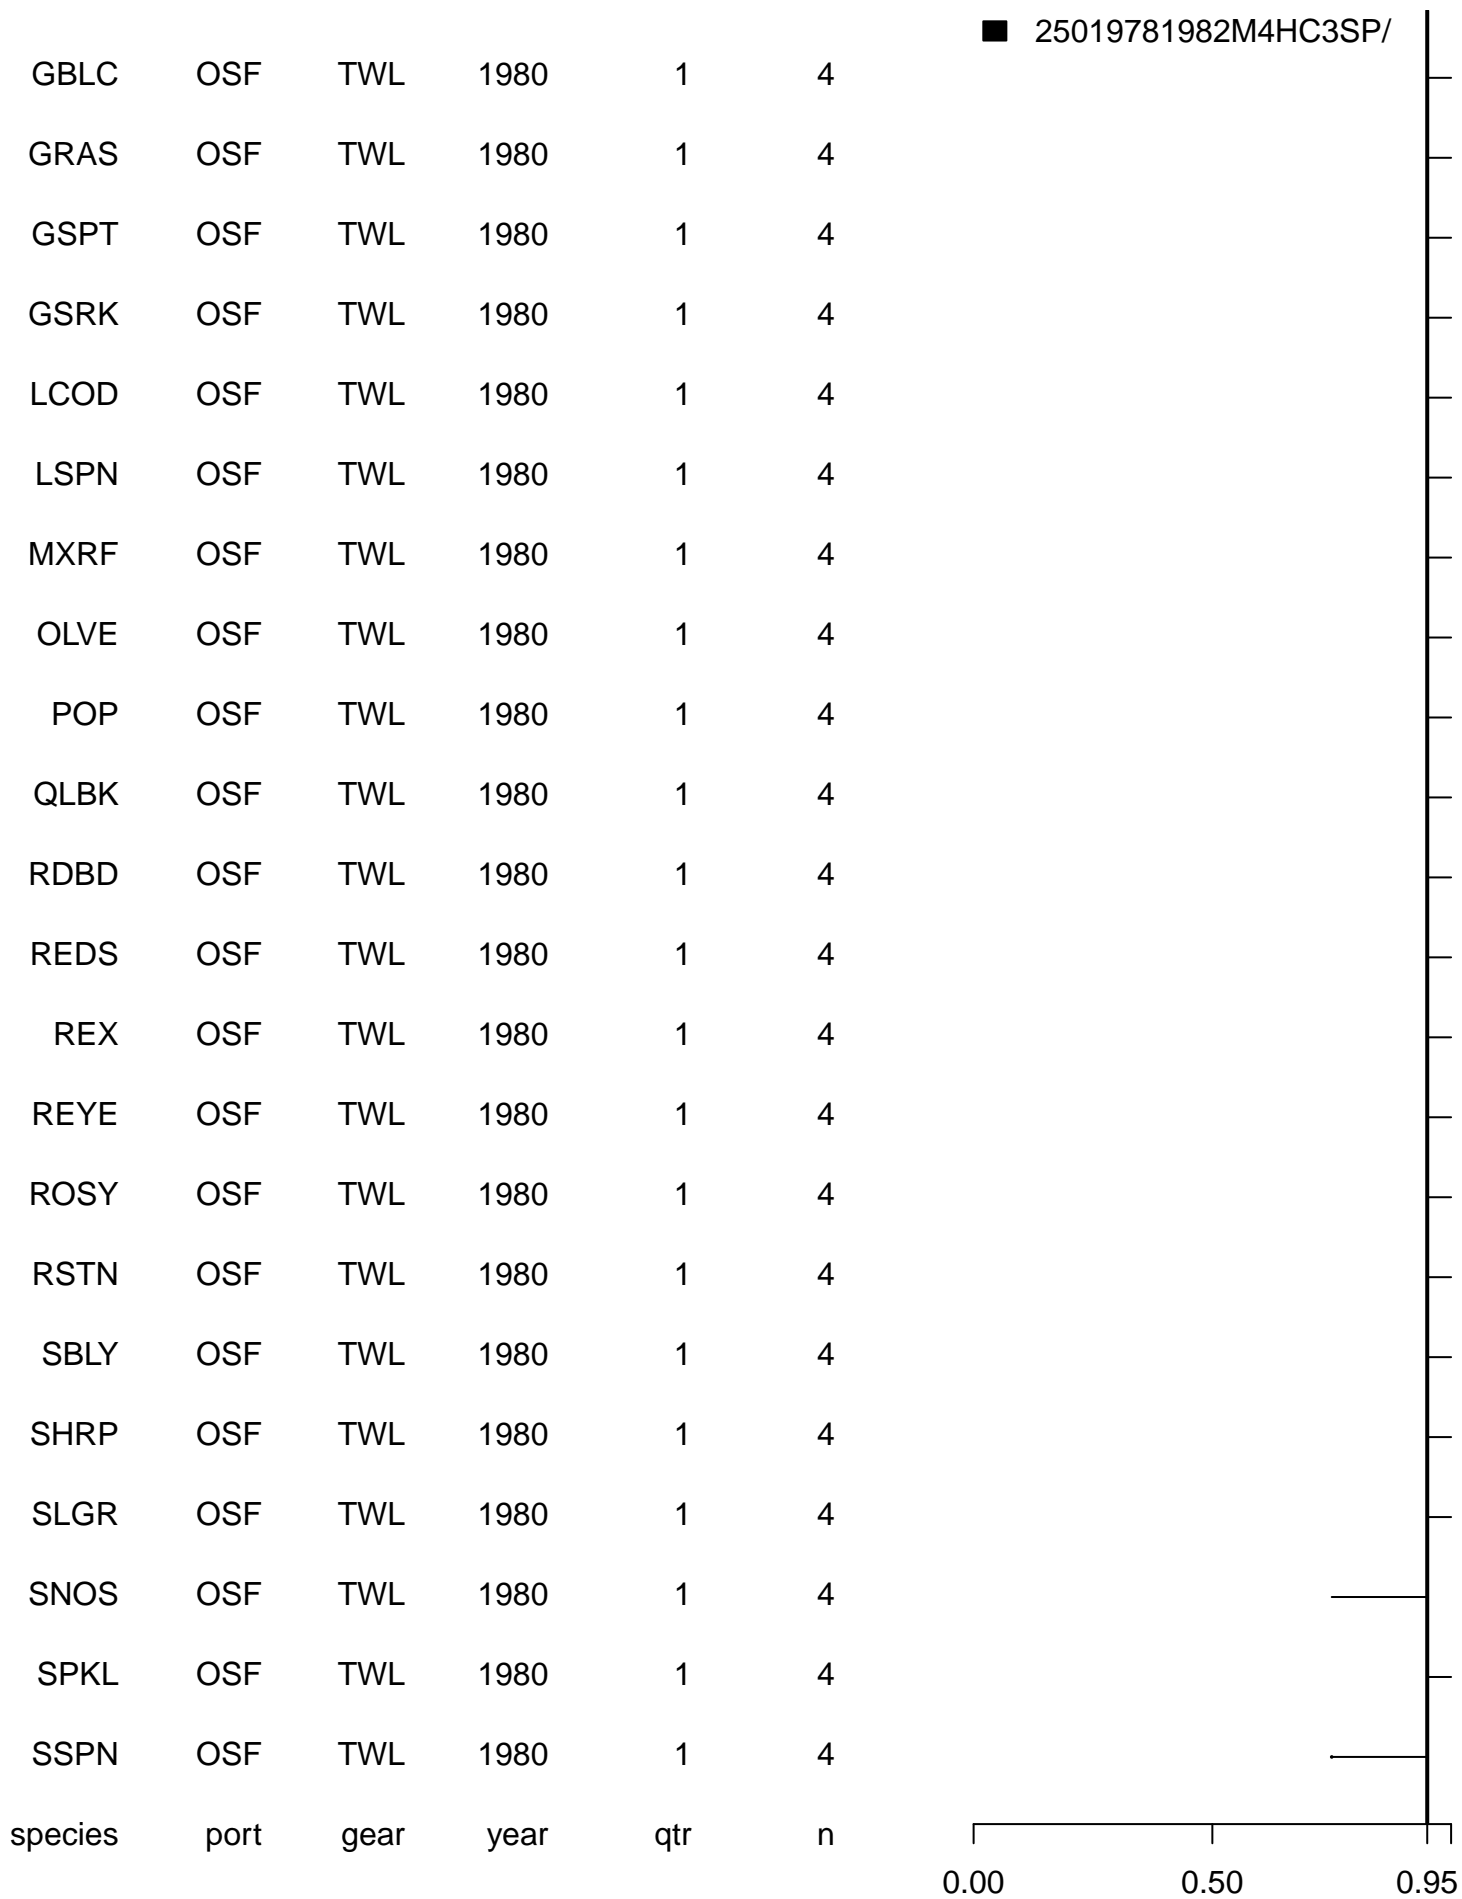 25019781982M4HC3SP/
GBLC OSF TWL 1980 1 4
GRAS OSF TWL 1980 1 4
GSPT OSF TWL 1980 1 4
GSRK OSF TWL 1980 1 4
LCOD OSF TWL 1980 1 4
LSPN OSF TWL 1980 1 4
MXRF OSF TWL 1980 1 4
OLVE OSF TWL 1980 1 4
POP OSF TWL 1980 1 4
QLBK OSF TWL 1980 1 4
RDBD OSF TWL 1980 1 4
REDS OSF TWL 1980 1 4
REX OSF TWL 1980 1 4
REYE OSF TWL 1980 1 4
ROSY OSF TWL 1980 1 4
RSTN OSF TWL 1980 1 4
SBLY OSF TWL 1980 1 4
SHRP OSF TWL 1980 1 4
SLGR OSF TWL 1980 1 4
SNOS OSF TWL 1980 1 4
SPKL OSF TWL 1980 1 4
SSPN OSF TWL 1980 1 4
species port gear year qtr n
0.00 0.50 0.95